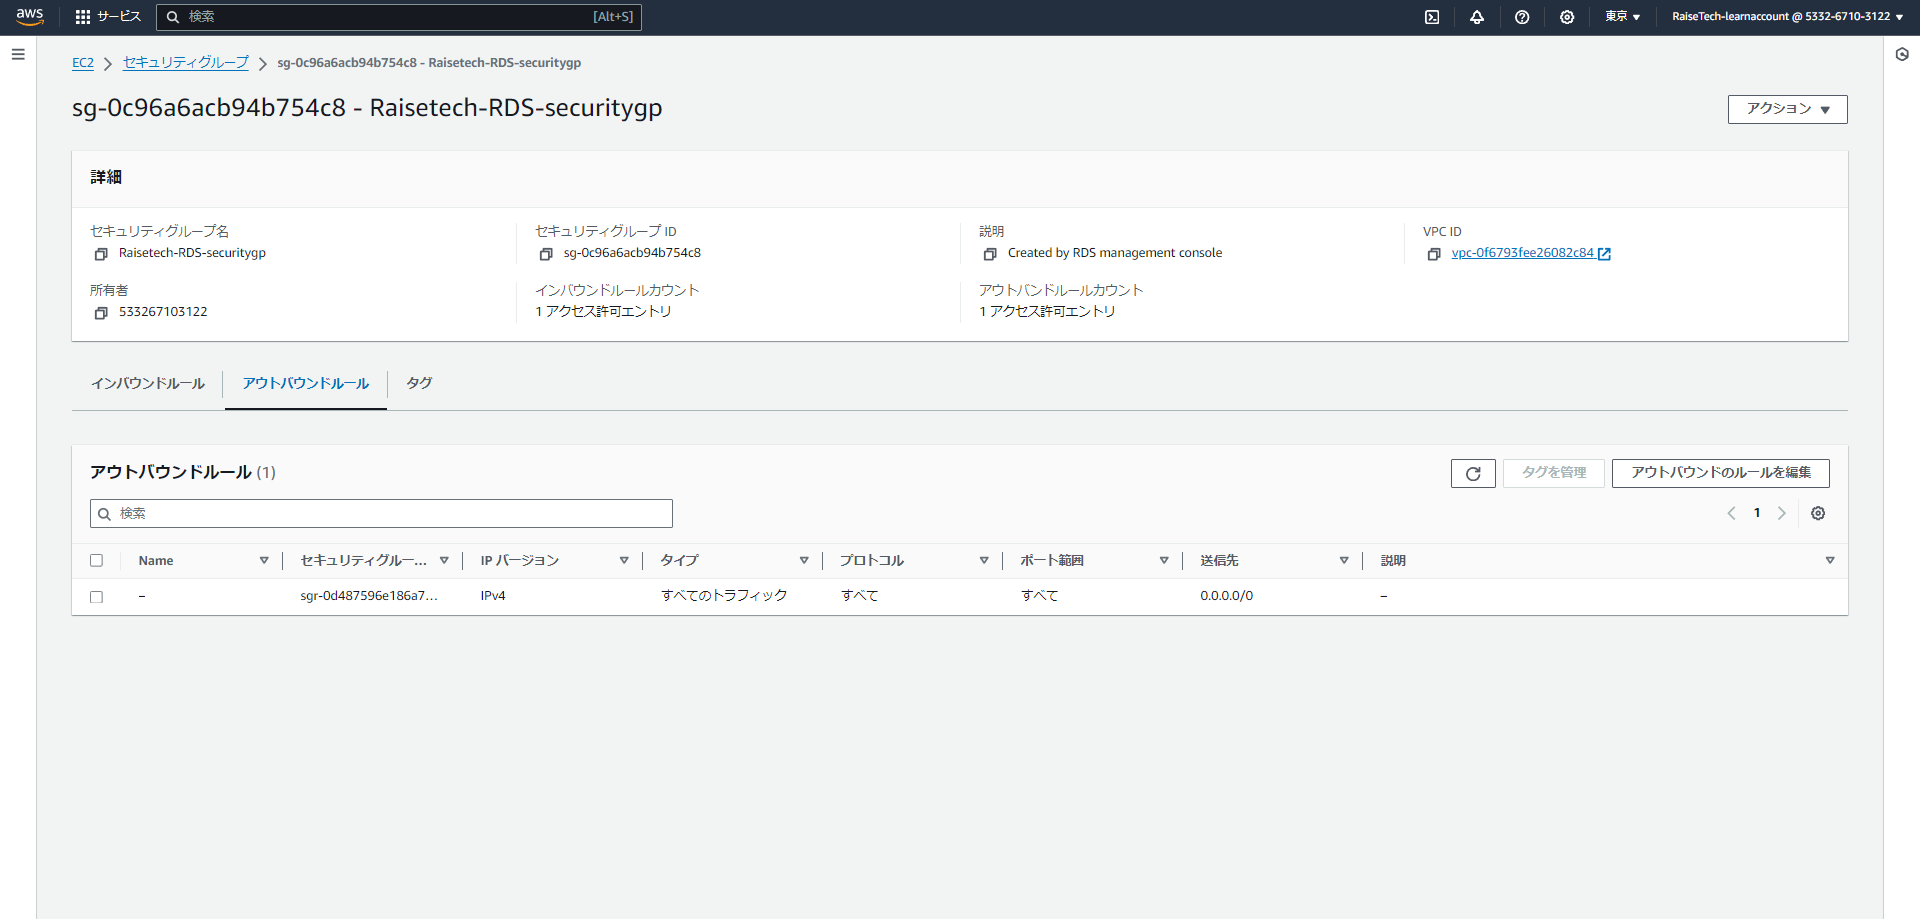 aws サービス 検索 [Alt+S] 東京 RaiseTech-learnaccount @ 5332-6710-3122
EC2 セキュリティグループ sg-0c96a6acb94b754c8 - Raisetech-RDS-securitygp
sg-0c96a6acb94b754c8 - Raisetech-RDS-securitygp アクション
詳細
セキュリティグループ名 セキュリティグループ ID 説明 VPC ID
Raisetech-RDS-securitygp sg-0c96a6acb94b754c8 Created by RDS management console vpc-0f6793fee26082c84
所有者 インバウンドルールカウント アウトバンドルールカウント
533267103122 1 アクセス許可エントリ 1 アクセス許可エントリ
インバウンドルール アウトバウンドルール タグ
アウトバウンドルール (1) タグを管理 アウトバウンドのルールを編集
検索 1
Name セキュリティグルー... IP バージョン タイプ プロトコル ポート範囲 送信先 説明
– sgr-0d487596e186a7... IPv4 すべてのトラフィック すべて すべて 0.0.0.0/0 –